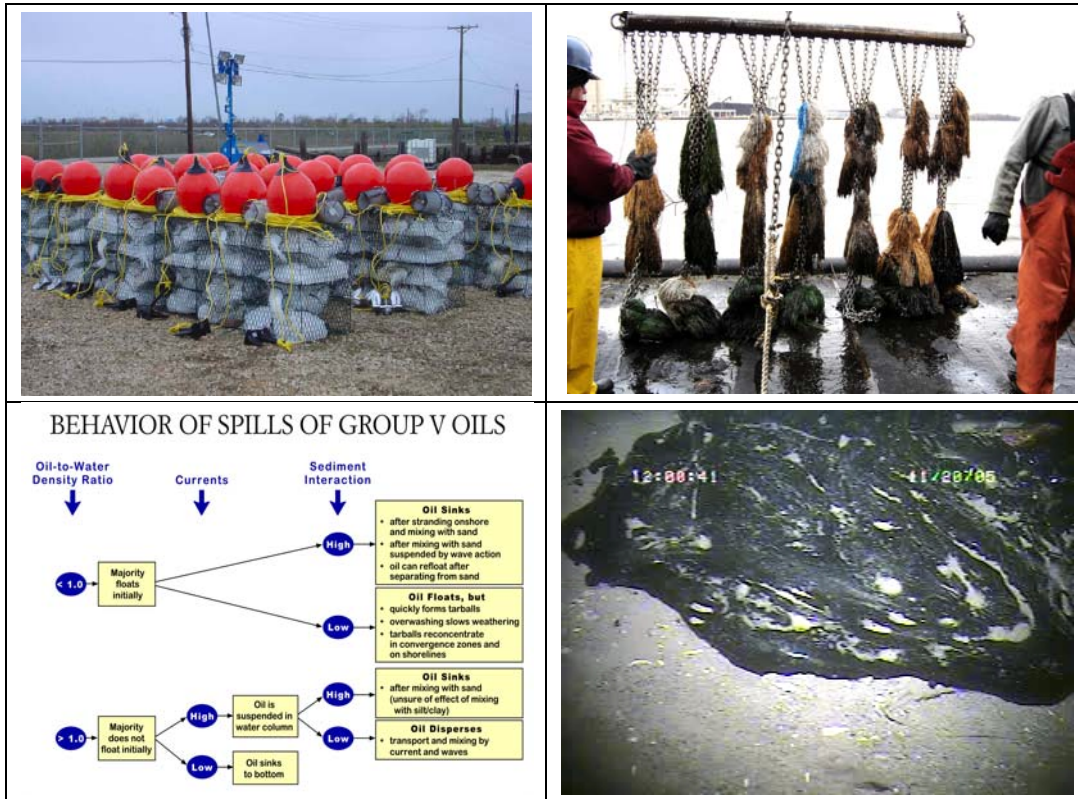 BEHAVIOR OF SPILLS OF GROUP V OILS
Oil-to-Water
Density Ratio
Currents
Sediment
Interaction
< 1.0
Majority
floats
initially
High
Oil Sinks
• after stranding onshore
and mixing with sand
• after mixing with sand
suspended by wave action
• oil can refloat after
separating from sand
Low
Oil Floats, but
• quickly forms tarballs
• overwashing slows weathering
• tarballs reconcentrate
in convergence zones and
on shorelines
> 1.0
Majority
does not
float initially
High
Oil is
suspended in
water column
High
Oil Sinks
• after mixing with sand
(unsure of effect of mixing
with silt/clay)
Low
Oil Disperses
• transport and mixing by
current and waves
Low
Oil sinks
to bottom
12:00:41
11/20/05